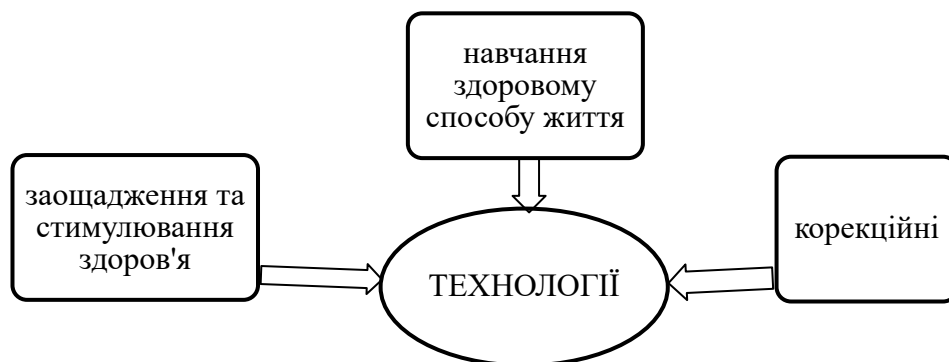 навчання
здоровому
способу життя
заощадження та
стимулювання
здоров'я
корекційні
ТЕХНОЛОГІЇ